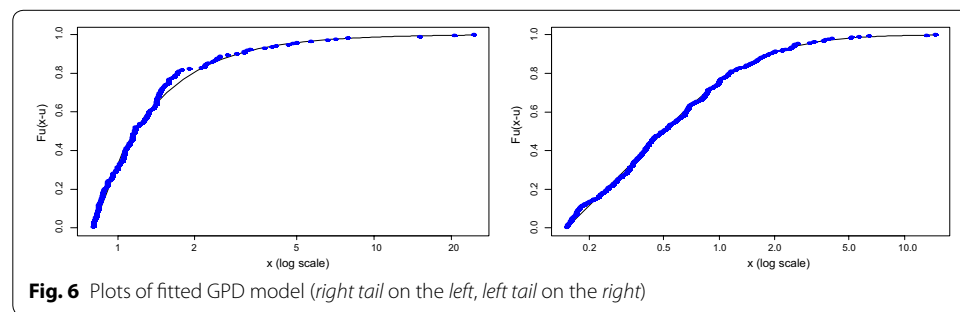 1.0
0.8
0.6
0.4
0.2
0.0
Fu(x-u)
1 2 5 10 20
x (log scale)
1.0
0.8
0.6
0.4
0.2
0.0
Fu(x-u)
0.2 0.5 1.0 2.0 5.0 10.0
x (log scale)
Fig. 6 Plots of fitted GPD model (right tail on the left, left tail on the right)